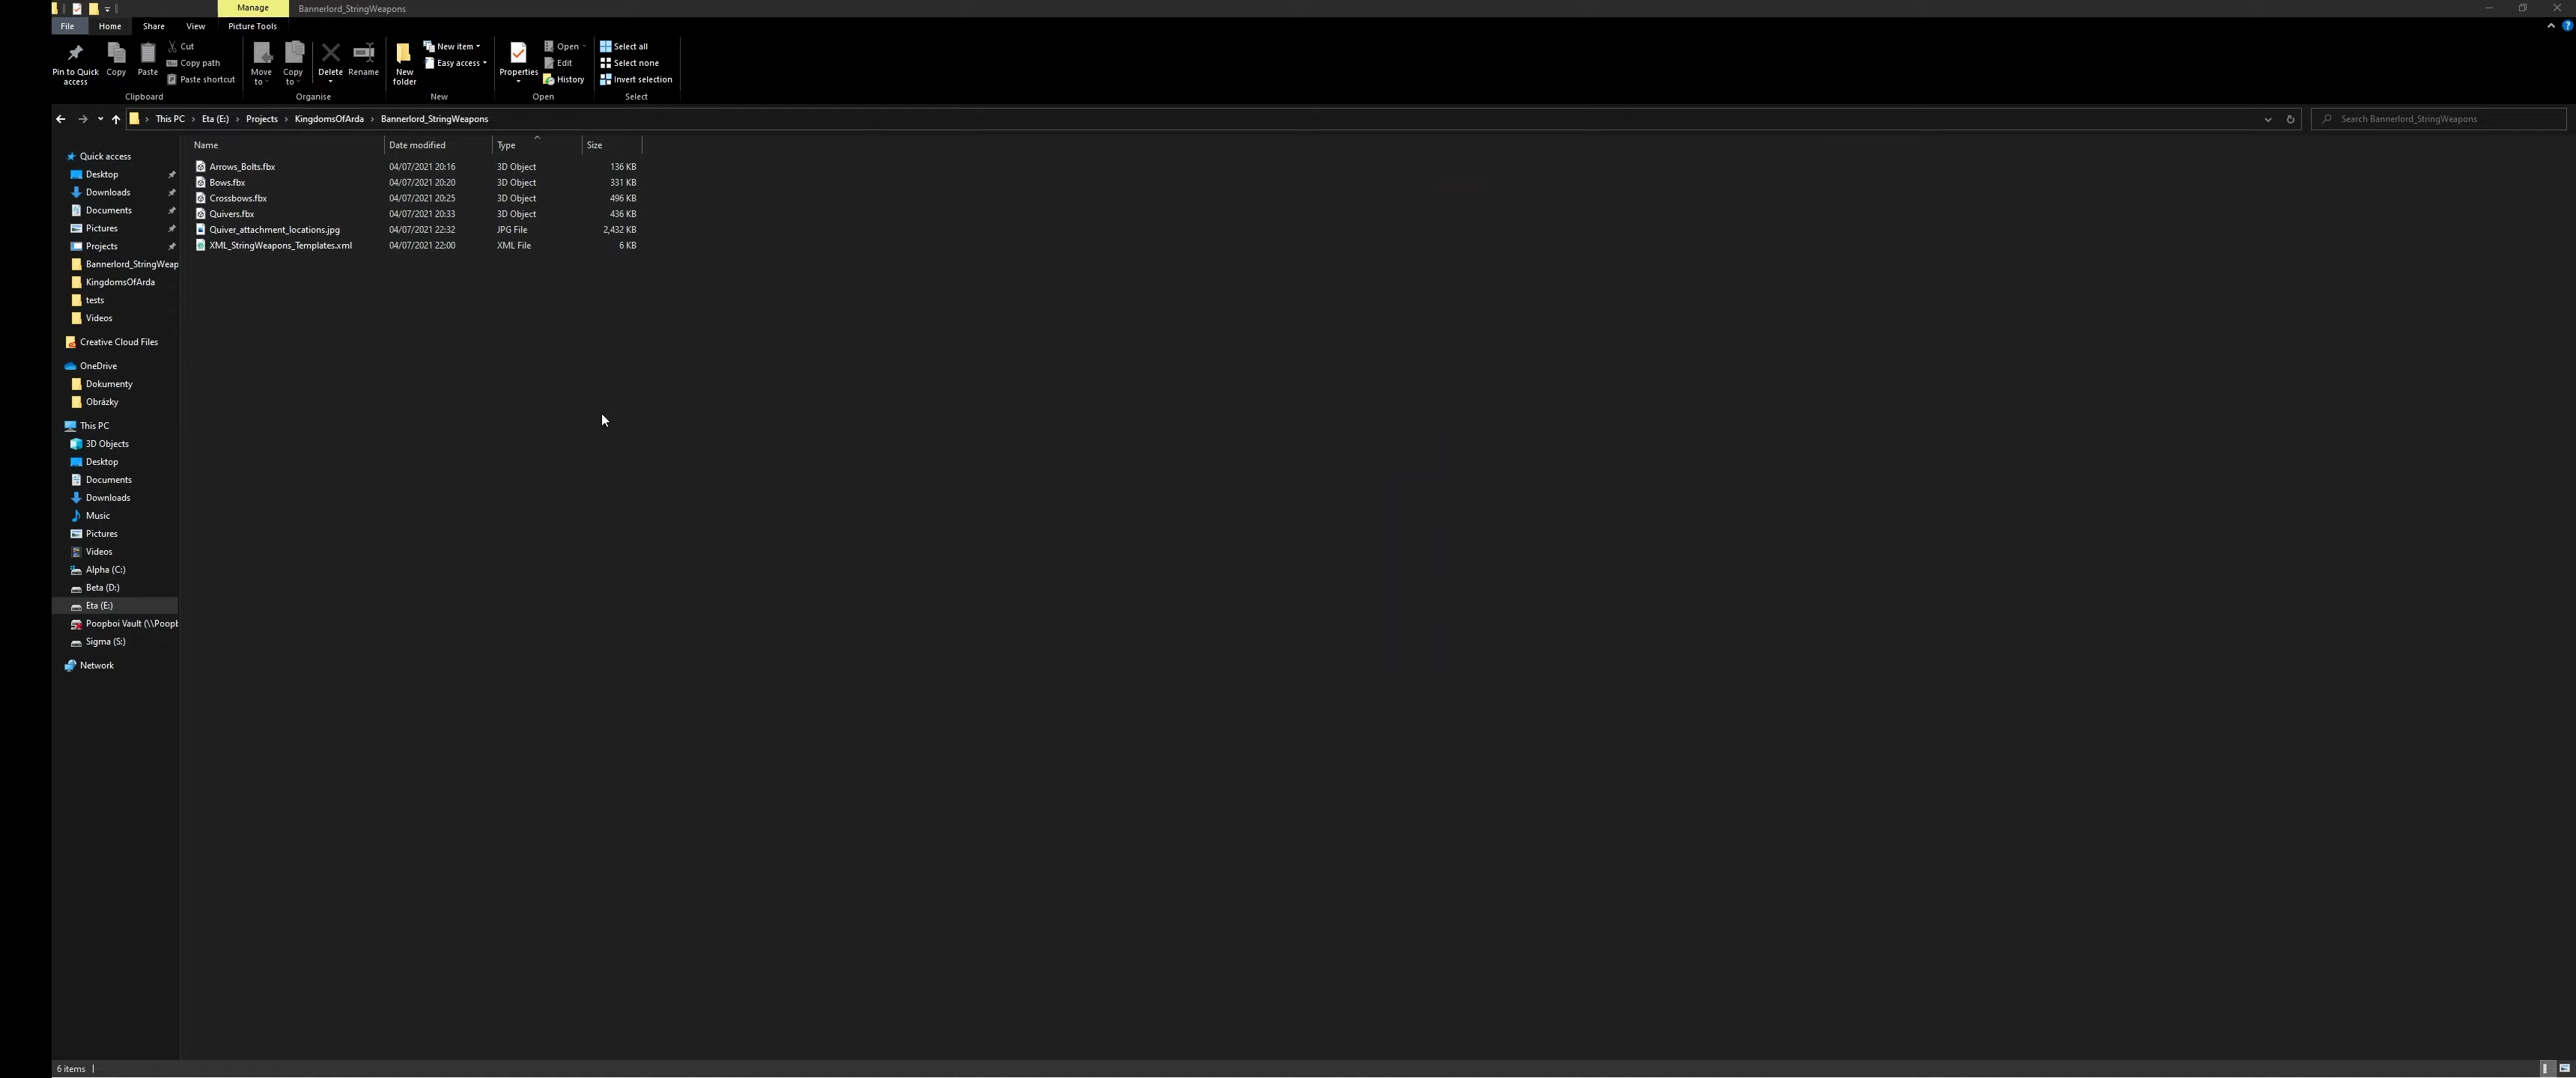 Manage
Bannerlord_StringWeapons
File
Home
Share
View
Picture Tools
Pin to Quick access
Copy
Paste
Cut
Copy path
Paste shortcut
Clipboard
Move to
Copy to
Delete
Rename
Organise
New folder
New item
Easy access
New
Properties
Open
Edit
History
Open
Select all
Select none
Invert selection
Select
This PC
Eta (E:)
Projects
KingdomsOfArda
Bannerlord_StringWeapons
Search Bannerlord_StringWeapons
Name
Date modified
Type
Size
Arrows_Bolts.fbx 04/07/2021 20:16 3D Object 136 KB
Bows.fbx 04/07/2021 20:20 3D Object 331 KB
Crossbows.fbx 04/07/2021 20:25 3D Object 496 KB
Quivers.fbx 04/07/2021 20:33 3D Object 436 KB
Quiver_attachment_locations.jpg 04/07/2021 22:32 JPG File 2,432 KB
XML_StringWeapons_Templates.xml 04/07/2021 22:00 XML File 6 KB
Quick access
Desktop
Downloads
Documents
Pictures
Projects
Bannerlord_StringWeap
KingdomsOfArda
tests
Videos
Creative Cloud Files
OneDrive
Dokumenty
Obrázky
This PC
3D Objects
Desktop
Documents
Downloads
Music
Pictures
Videos
Alpha (C:)
Beta (D:)
Eta (E:)
Poopboi Vault (\\Poopb
Sigma (S:)
Network
6 items